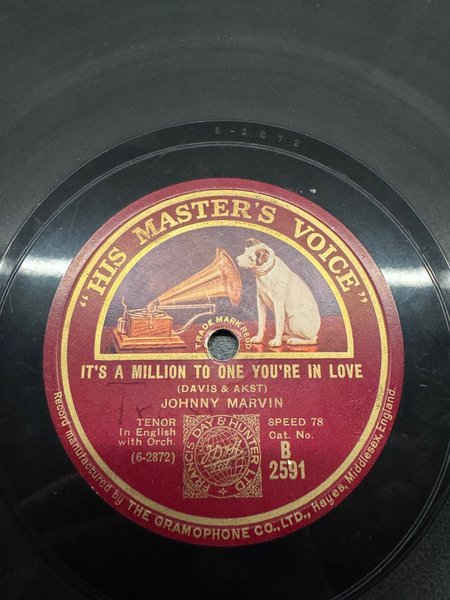 6-2872
"HIS MASTER'S VOICE"
TRADE MARK REGD
IT'S A MILLION TO ONE YOU'RE IN LOVE
(DAVIS & AKST)
JOHNNY MARVIN
TENOR
In English
with Orch.
(6-2872)
SPEED 78
Cat. No.
B
2591
FRANCIS, DAY & HUNTER LTD
Record manufactured by THE GRAMOPHONE CO., LTD., Hayes, Middlesex, England.